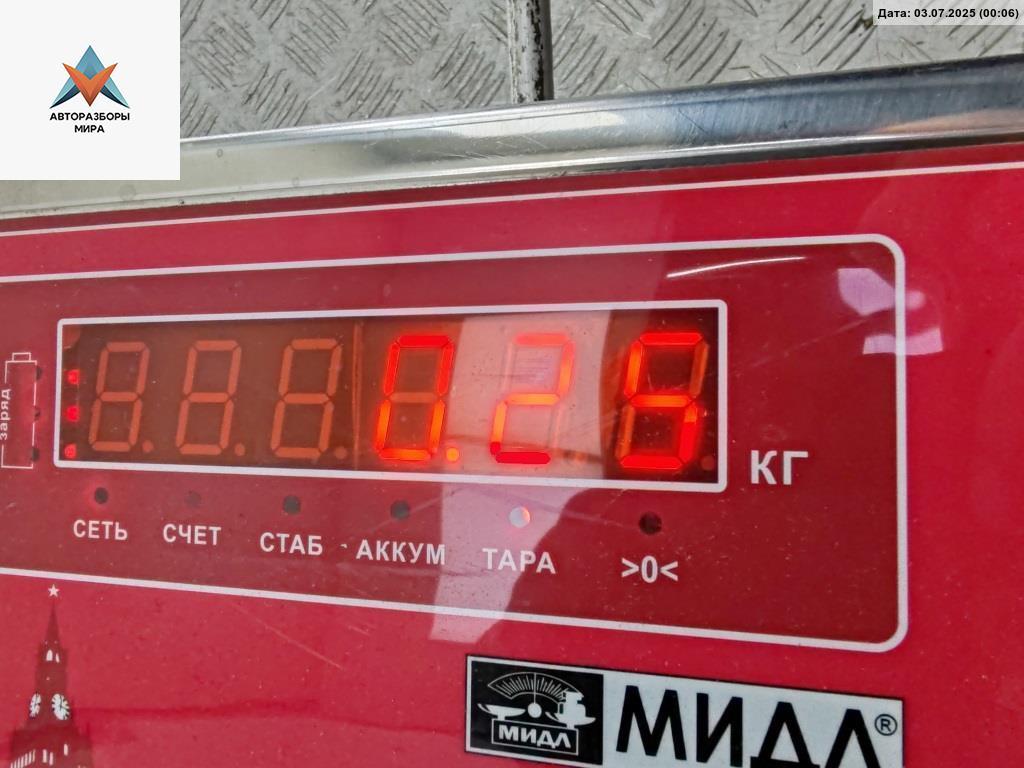 Дата: 03.07.2025 (00:06)
АВТОРАЗБОРЫ
МИРА
заряд
0.25
КГ
СЕТЬ СЧЕТ СТАБ АККУМ ТАРА >0<
МИДЛ
МИДЛ®